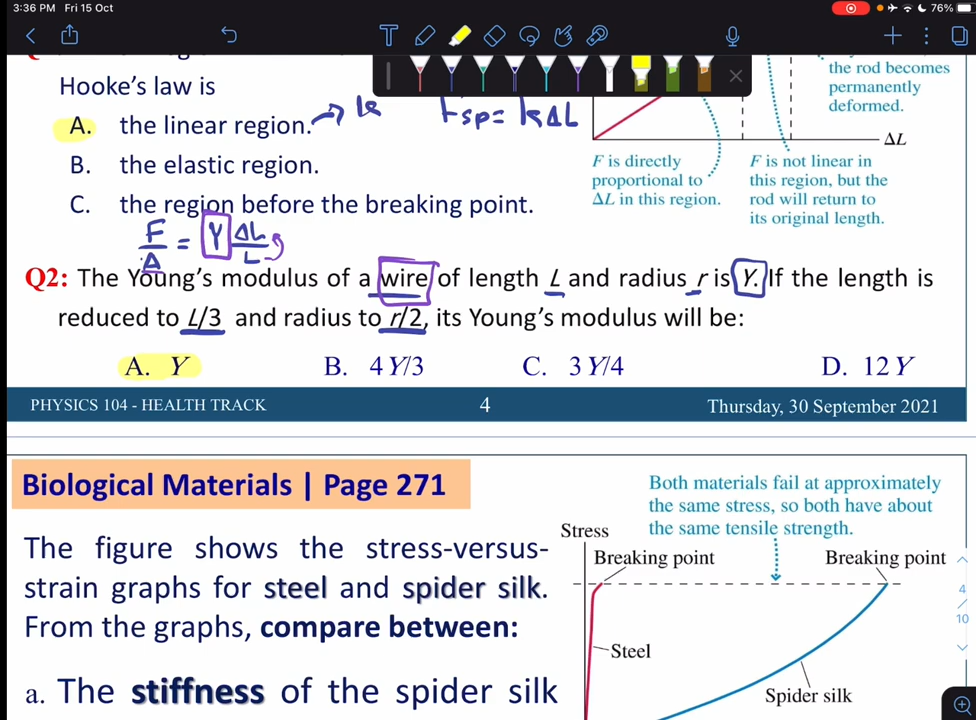 3:36 PM Fri 15 Oct
76%
Hooke's law is
A. the linear region.
B. the elastic region.
C. the region before the breaking point.
the rod becomes
permanently
deformed.
ΔL
F is directly
proportional to
ΔL in this region.
F is not linear in
this region, but the
rod will return to
its original length.
Fsp = kΔL
F/A = Y ΔL/L
Q2: The Young's modulus of a wire of length L and radius r is Y. If the length is
reduced to L/3 and radius to r/2, its Young's modulus will be:
A. Y B. 4 Y/3 C. 3 Y/4 D. 12 Y
PHYSICS 104 - HEALTH TRACK 4 Thursday, 30 September 2021
Biological Materials | Page 271
The figure shows the stress-versus-
strain graphs for steel and spider silk.
From the graphs, compare between:
a. The stiffness of the spider silk
Both materials fail at approximately
the same stress, so both have about
the same tensile strength.
Stress
Breaking point
Breaking point
Steel
Spider silk
4
/
10